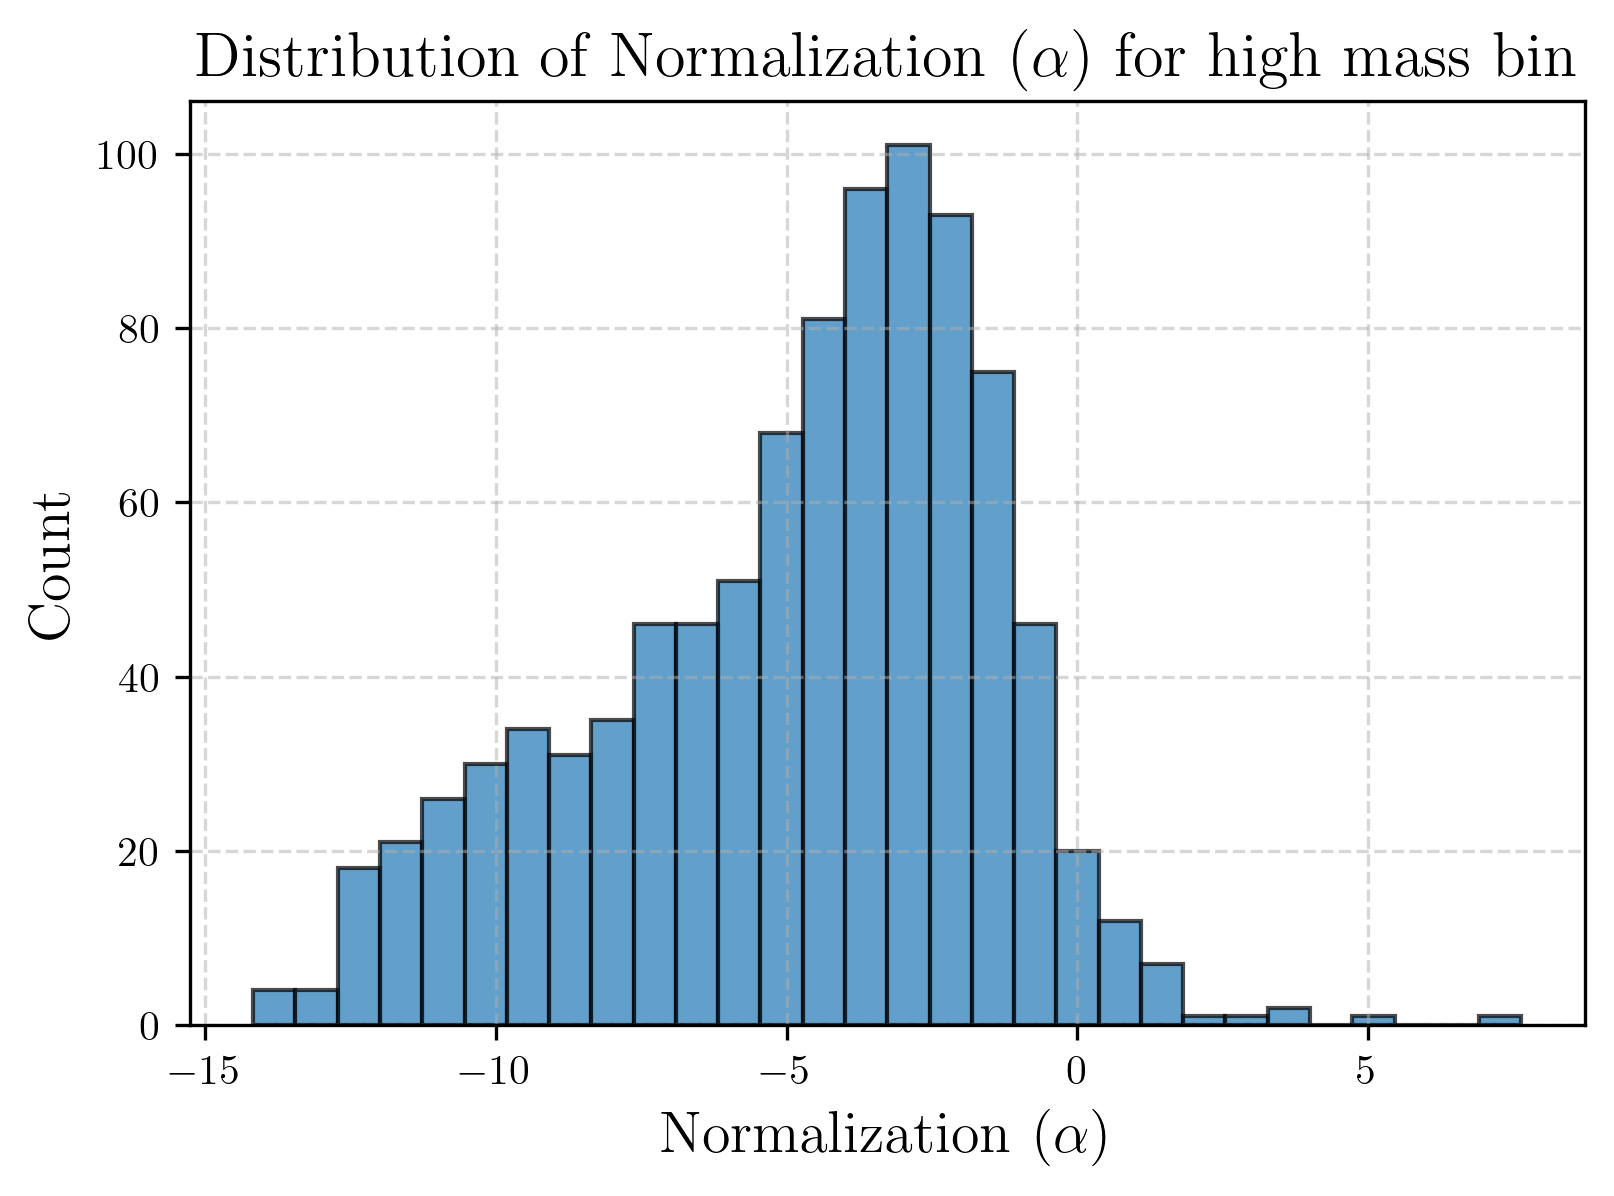 Distribution of Normalization (α) for high mass bin
100
80
60
40
20
0
Count
−15 −10 −5 0 5
Normalization (α)